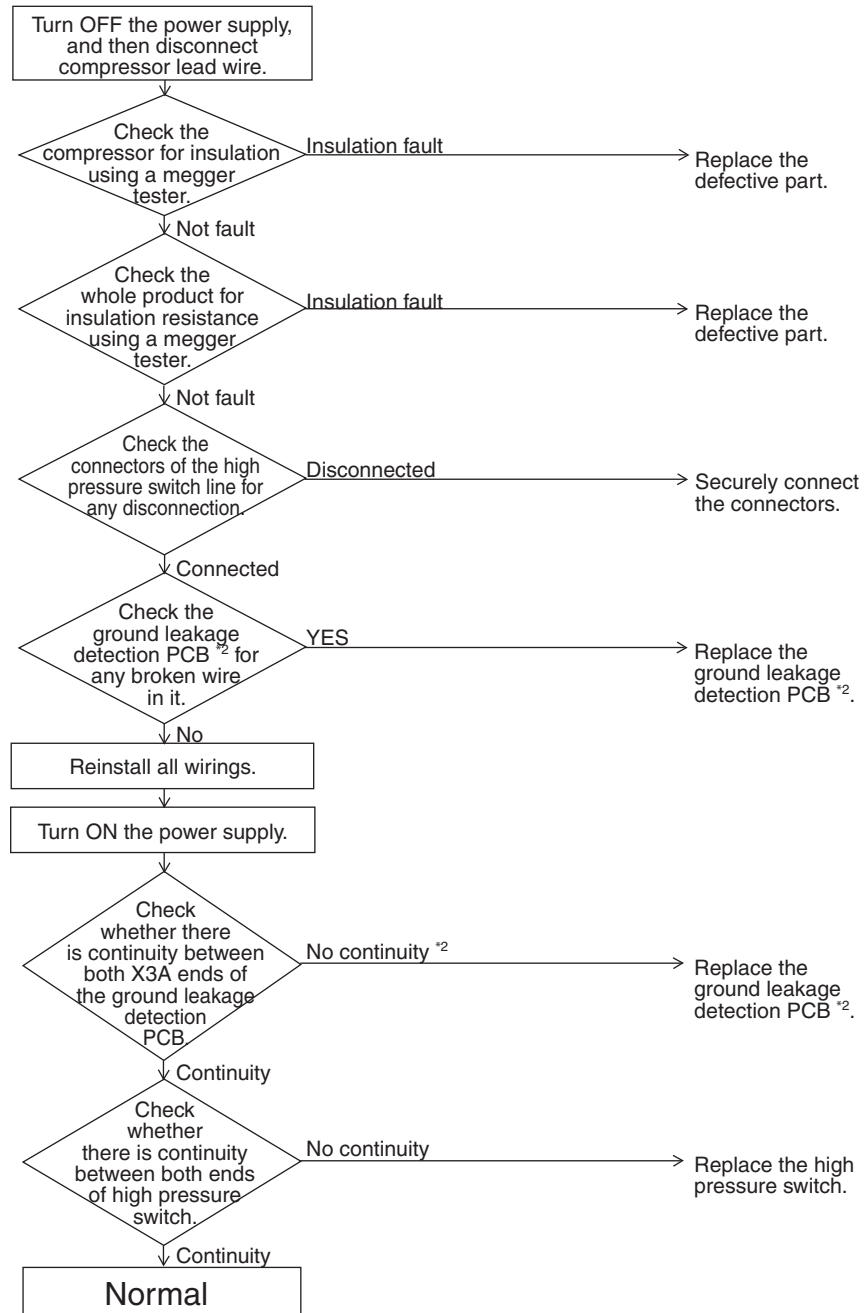 Turn OFF the power supply,
and then disconnect
compressor lead wire.
Check the
compressor for insulation
using a megger
tester.
Insulation fault
Replace the
defective part.
Not fault
Check the
whole product for
insulation resistance
using a megger
tester.
Insulation fault
Replace the
defective part.
Not fault
Check the
connectors of the high
pressure switch line for
any disconnection.
Disconnected
Securely connect
the connectors.
Connected
Check the
ground leakage
detection PCB *2 for
any broken wire
in it.
YES
Replace the
ground leakage
detection PCB *2.
No
Reinstall all wirings.
Turn ON the power supply.
Check
whether there
is continuity between
both X3A ends of
the ground leakage
detection
PCB.
No continuity *2
Replace the
ground leakage
detection PCB *2.
Continuity
Check
whether
there is continuity
between both ends
of high pressure
switch.
No continuity
Replace the high
pressure switch.
Continuity
Normal